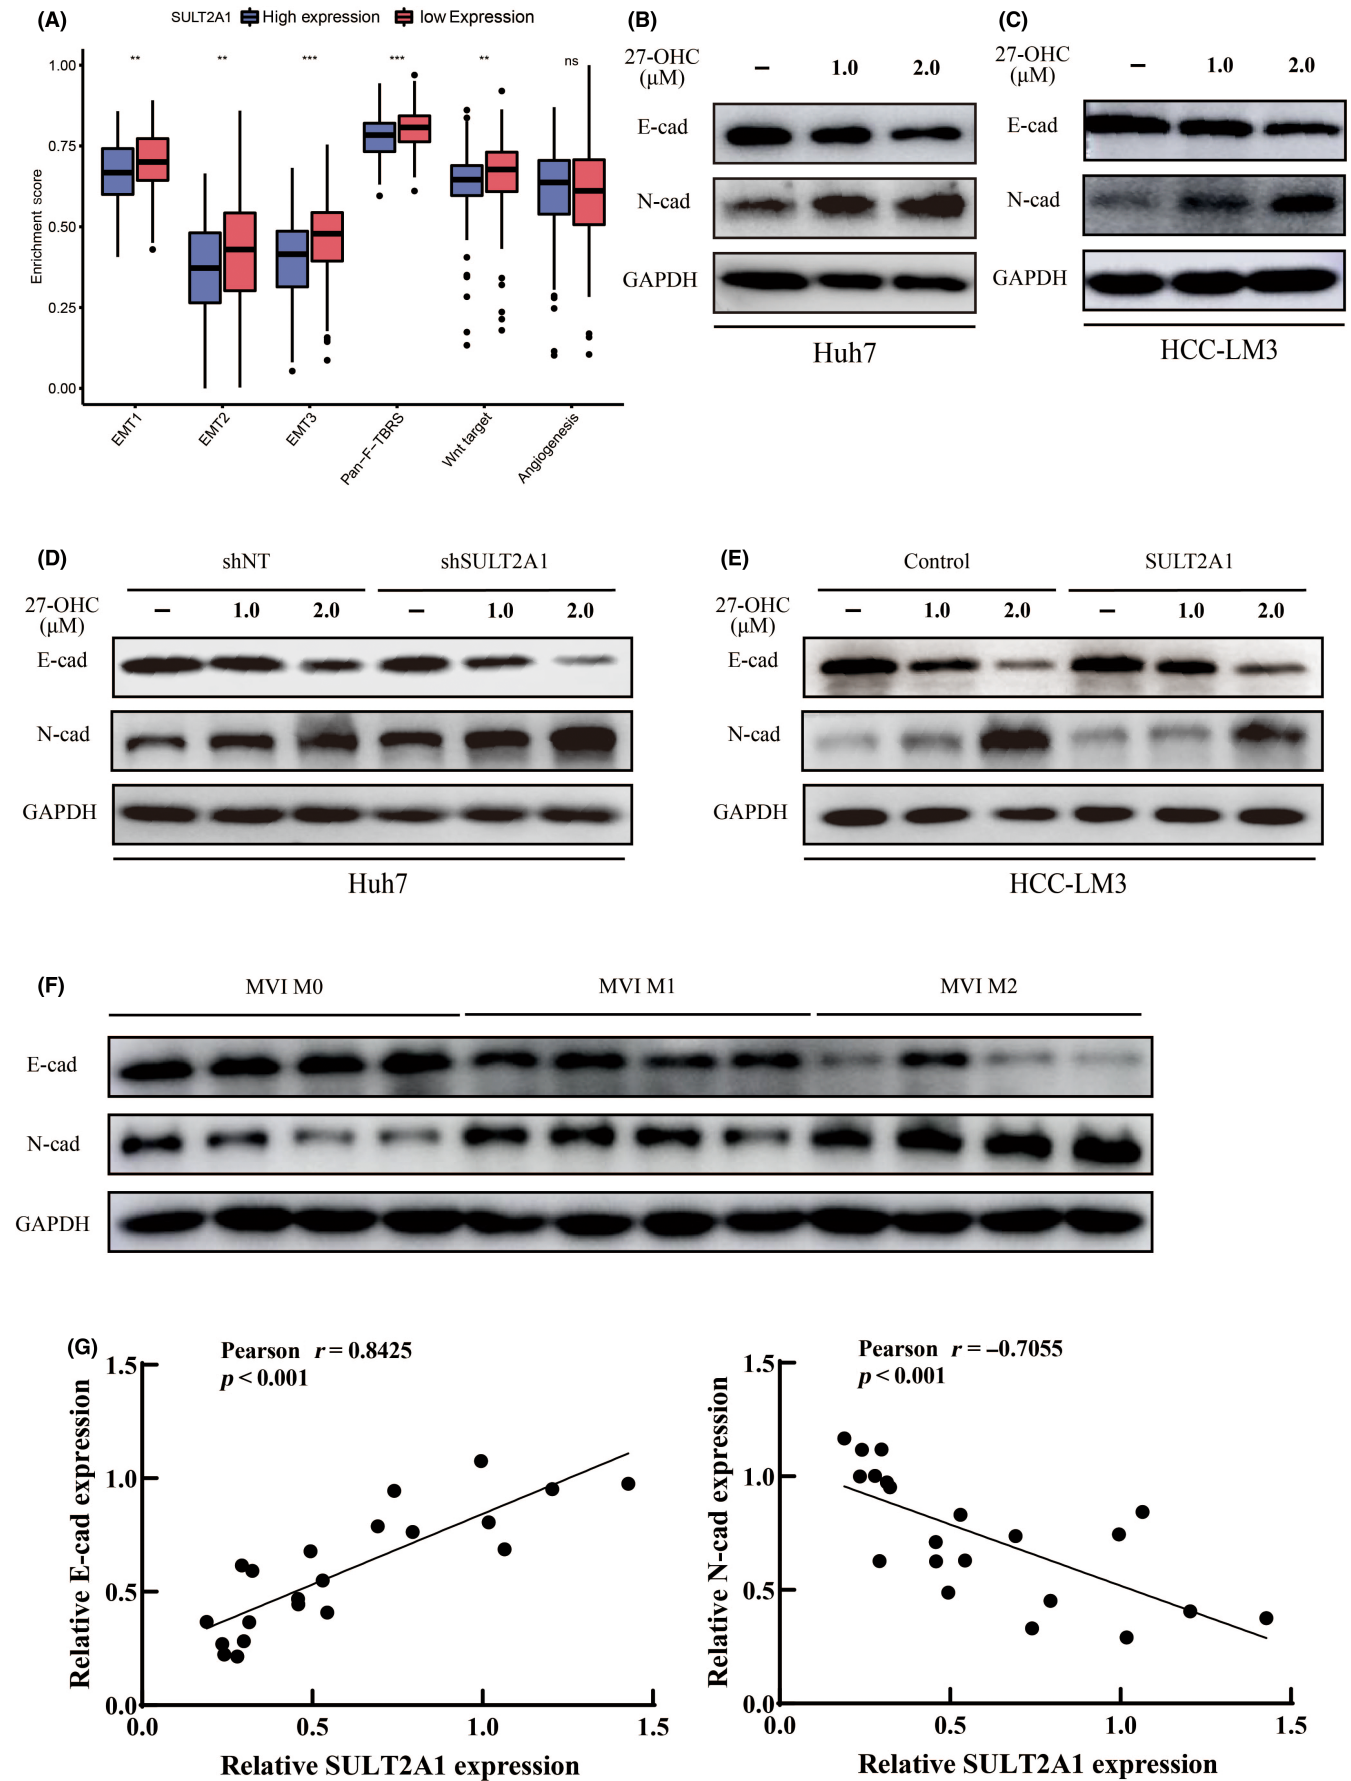 (A)
SULT2A1 High expression low Expression
Enrichment score
1.00
0.75
0.50
0.25
0.00
** ** *** *** ** ns
EMT1 EMT2 EMT3 Pan−F−TBRS Wnt target Angiogenesis
(B)
27-OHC (μM) – 1.0 2.0
E-cad
N-cad
GAPDH
Huh7
(C)
27-OHC (μM) – 1.0 2.0
E-cad
N-cad
GAPDH
HCC-LM3
(D)
shNT shSULT2A1
27-OHC (μM) – 1.0 2.0 – 1.0 2.0
E-cad
N-cad
GAPDH
Huh7
(E)
Control SULT2A1
27-OHC (μM) – 1.0 2.0 – 1.0 2.0
E-cad
N-cad
GAPDH
HCC-LM3
(F)
MVI M0 MVI M1 MVI M2
E-cad
N-cad
GAPDH
(G)
Pearson r = 0.8425
p < 0.001
Relative E-cad expression
1.5
1.0
0.5
0.0
0.0 0.5 1.0 1.5
Relative SULT2A1 expression
Pearson r = –0.7055
p < 0.001
Relative N-cad expression
1.5
1.0
0.5
0.0
0.0 0.5 1.0 1.5
Relative SULT2A1 expression